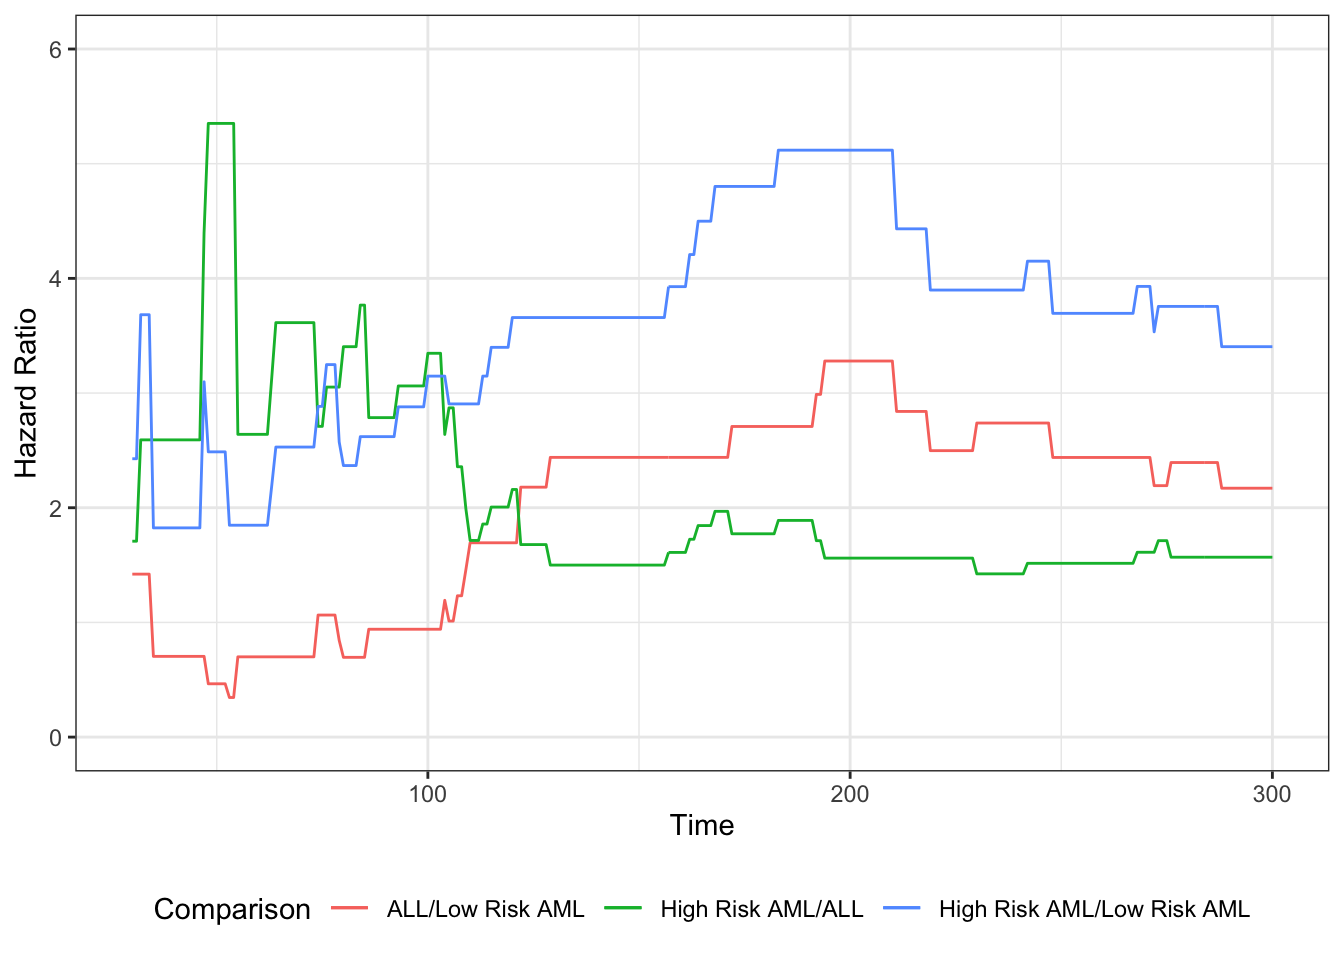 6
4
2
0
Hazard Ratio
100 200 300
Time
Comparison ALL/Low Risk AML High Risk AML/ALL High Risk AML/Low Risk AML